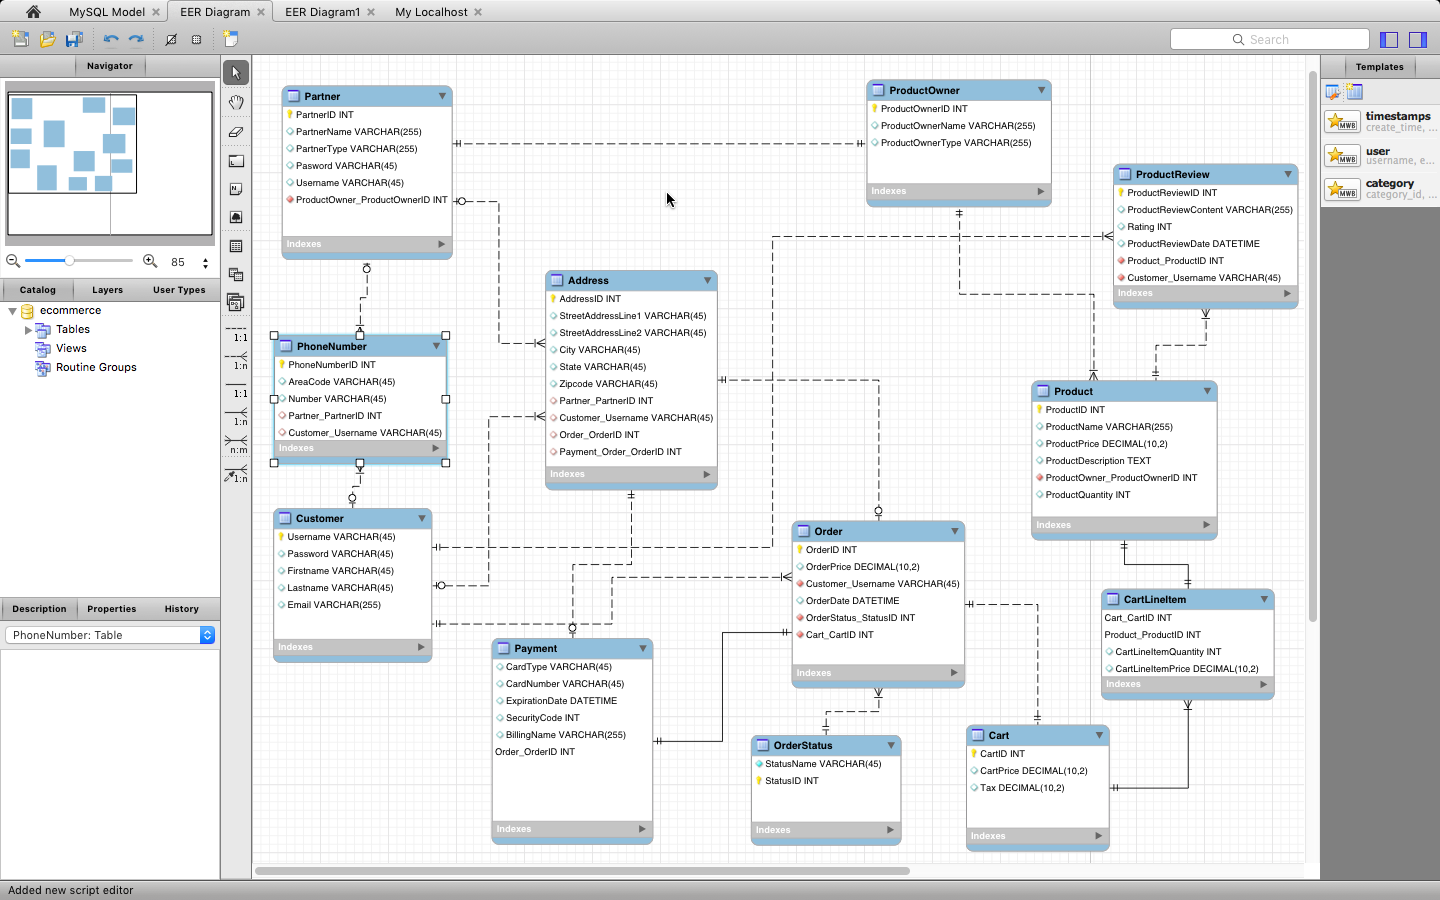 MySQL Model
EER Diagram
EER Diagram1
My Localhost
Search
Navigator
85
Catalog
Layers
User Types
ecommerce
Tables
Views
Routine Groups
Description
Properties
History
PhoneNumber: Table
Added new script editor
1:1
1:n
1:1
1:n
n:m
1:n
Partner
PartnerID INT
PartnerName VARCHAR(255)
PartnerType VARCHAR(255)
Pasword VARCHAR(45)
Username VARCHAR(45)
ProductOwner_ProductOwnerID INT
Indexes
ProductOwner
ProductOwnerID INT
ProductOwnerName VARCHAR(255)
ProductOwnerType VARCHAR(255)
Indexes
ProductReview
ProductReviewID INT
ProductReviewContent VARCHAR(255)
Rating INT
ProductReviewDate DATETIME
Product_ProductID INT
Customer_Username VARCHAR(45)
Indexes
Address
AddressID INT
StreetAddressLine1 VARCHAR(45)
StreetAddressLine2 VARCHAR(45)
City VARCHAR(45)
State VARCHAR(45)
Zipcode VARCHAR(45)
Partner_PartnerID INT
Customer_Username VARCHAR(45)
Order_OrderID INT
Payment_Order_OrderID INT
Indexes
PhoneNumber
PhoneNumberID INT
AreaCode VARCHAR(45)
Number VARCHAR(45)
Partner_PartnerID INT
Customer_Username VARCHAR(45)
Indexes
Product
ProductID INT
ProductName VARCHAR(255)
ProductPrice DECIMAL(10,2)
ProductDescription TEXT
ProductOwner_ProductOwnerID INT
ProductQuantity INT
Indexes
Customer
Username VARCHAR(45)
Password VARCHAR(45)
Firstname VARCHAR(45)
Lastname VARCHAR(45)
Email VARCHAR(255)
Indexes
Order
OrderID INT
OrderPrice DECIMAL(10,2)
Customer_Username VARCHAR(45)
OrderDate DATETIME
OrderStatus_StatusID INT
Cart_CartID INT
Indexes
CartLineItem
Cart_CartID INT
Product_ProductID INT
CartLineItemQuantity INT
CartLineItemPrice DECIMAL(10,2)
Indexes
Payment
CardType VARCHAR(45)
CardNumber VARCHAR(45)
ExpirationDate DATETIME
SecurityCode INT
BillingName VARCHAR(255)
Order_OrderID INT
Indexes
OrderStatus
StatusName VARCHAR(45)
StatusID INT
Indexes
Cart
CartID INT
CartPrice DECIMAL(10,2)
Tax DECIMAL(10,2)
Indexes
Templates
MWB
timestamps
create_time, ...
MWB
user
username, e...
MWB
category
category_id, ...